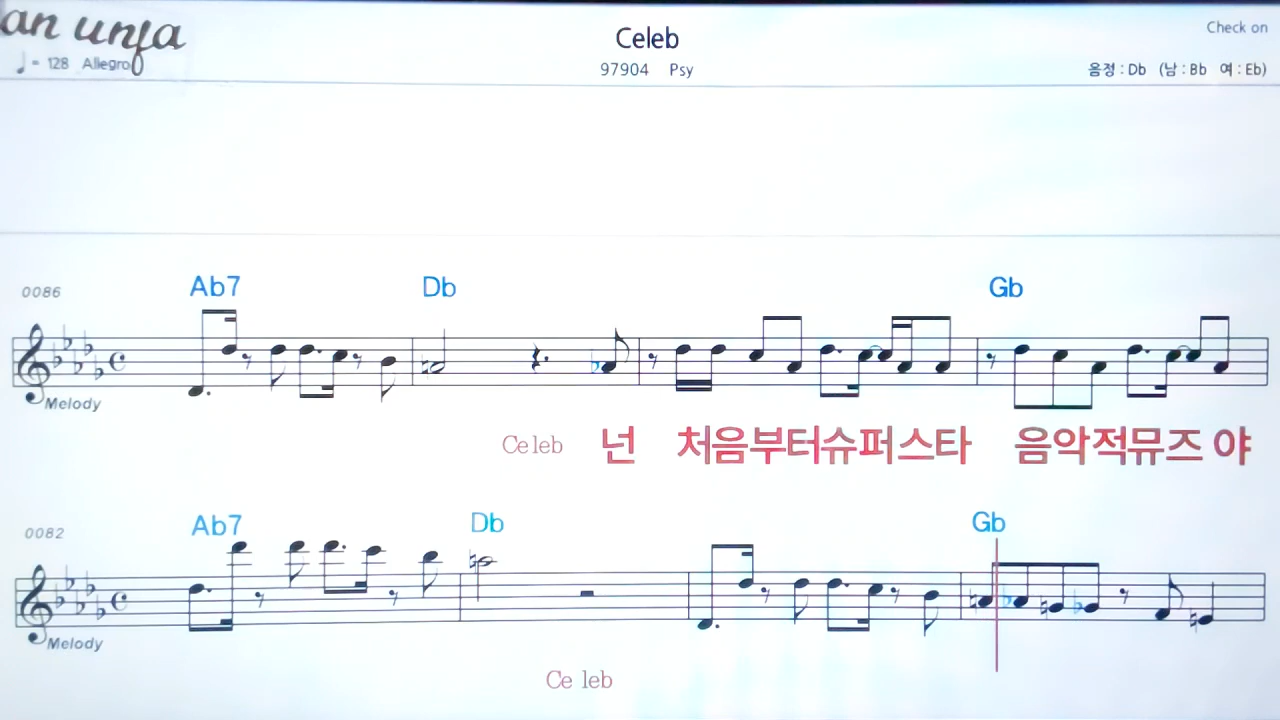 an unfa
Celeb
Check on
♩= 128 Allegro
97904 Psy
음정 : Db (남 : Bb 여 : Eb)
0086
Ab7 Db Gb
Melody
Celeb 넌 처음부터슈퍼스타 음악적뮤즈 야
0082
Ab7 Db Gb
Melody
Ce leb